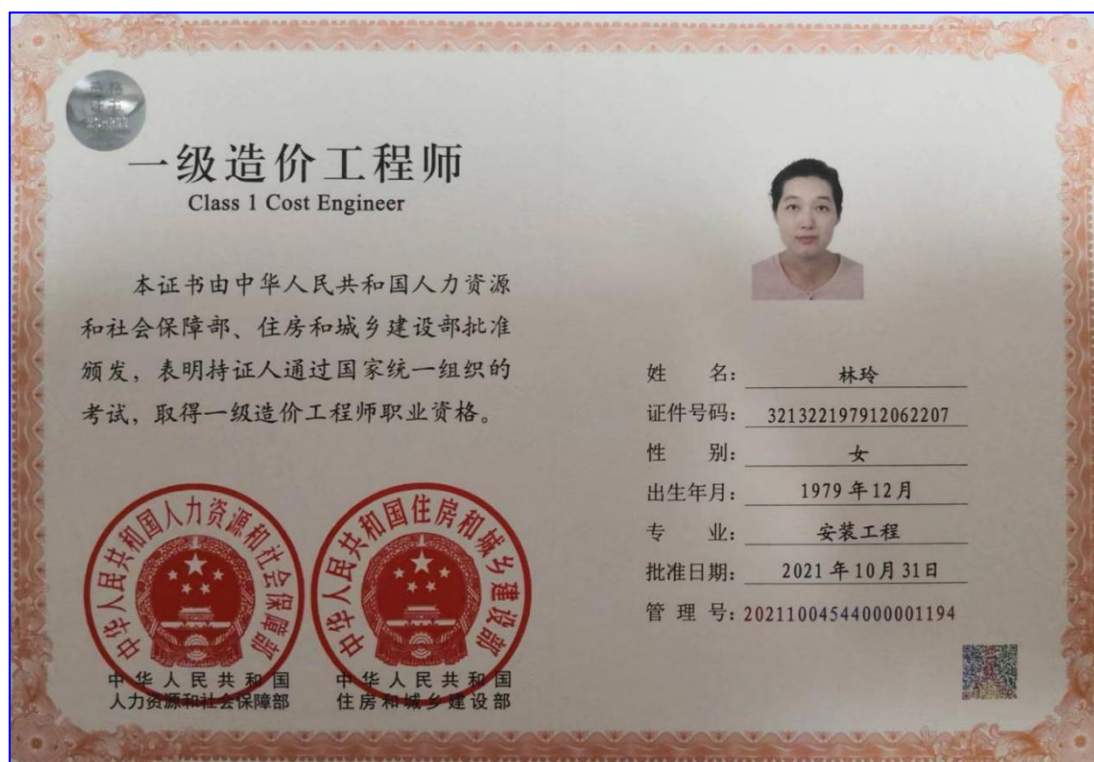 一级造价工程师
Class 1 Cost Engineer
本证书由中华人民共和国人力资源
和社会保障部、住房和城乡建设部批准
颁发，表明持证人通过国家统一组织的
考试，取得一级造价工程师职业资格。
中华人民共和国人力资源和社会保障部
中华人民共和国
人力资源和社会保障部
中华人民共和国住房和城乡建设部
中华人民共和国
住房和城乡建设部
姓 名： 林玲
证件号码： 321322197912062207
性 别： 女
出生年月： 1979年12月
专 业： 安装工程
批准日期： 2021年10月31日
管 理 号：20211004544000001194